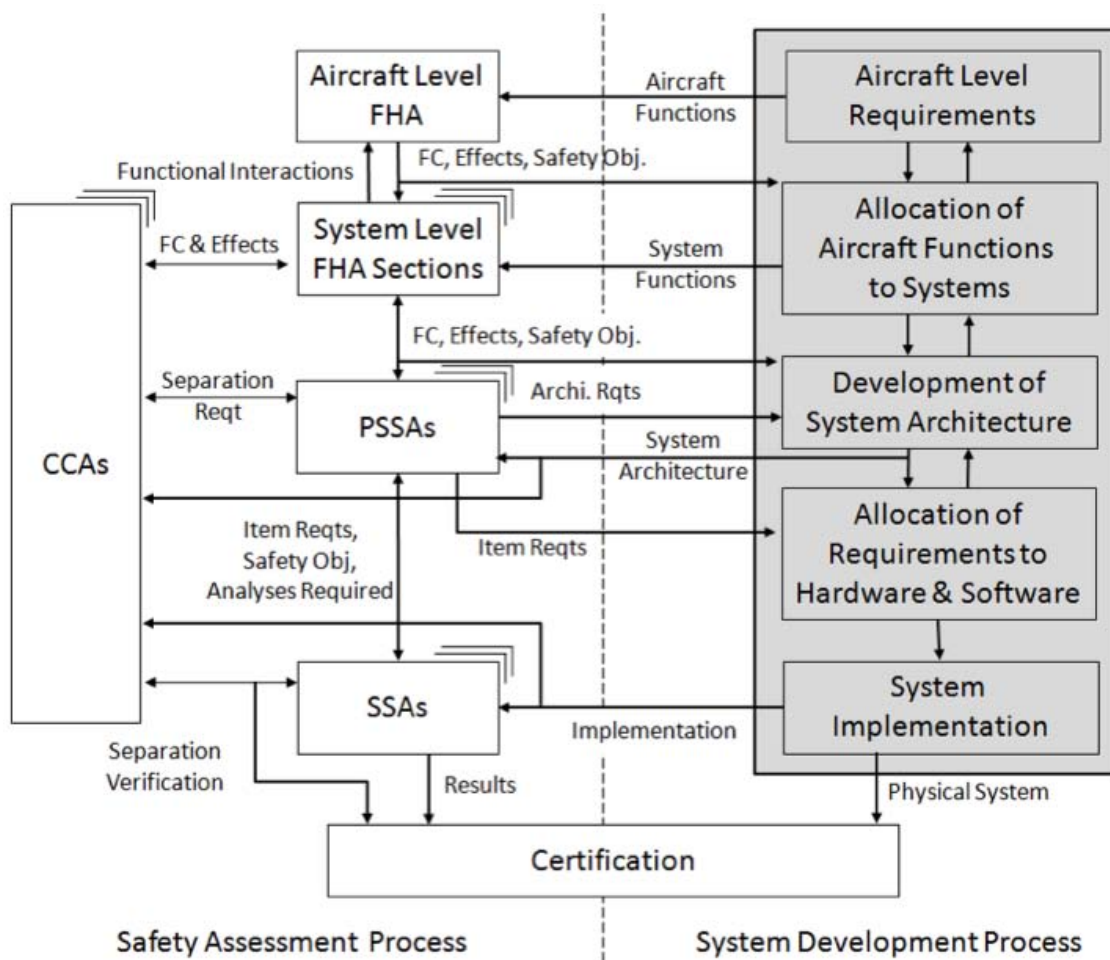 Aircraft Level
FHA
Aircraft
Functions
Aircraft Level
Requirements
Functional Interactions
FC, Effects, Safety Obj.
FC & Effects
System Level
FHA Sections
System
Functions
Allocation of
Aircraft Functions
to Systems
FC, Effects, Safety Obj.
Separation
Reqt
PSSAs
Archi. Rqts
System
Architecture
Development of
System Architecture
CCAs
Item Reqts,
Safety Obj,
Analyses Required
Item Reqts
Allocation of
Requirements to
Hardware & Software
SSAs
Implementation
System
Implementation
Separation
Verification
Results
Physical System
Certification
Safety Assessment Process
System Development Process